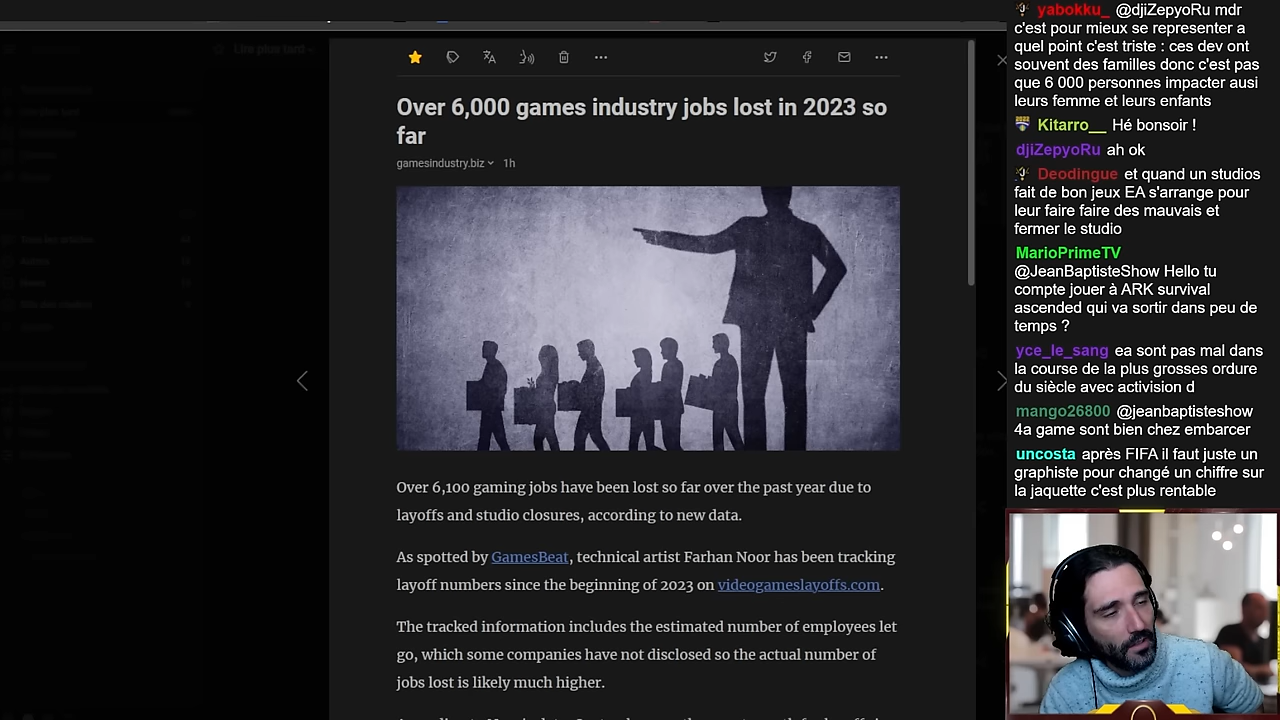 Lire plus tard
Over 6,000 games industry jobs lost in 2023 so
far
gamesindustry.biz 1h
Over 6,100 gaming jobs have been lost so far over the past year due to
layoffs and studio closures, according to new data.
As spotted by GamesBeat, technical artist Farhan Noor has been tracking
layoff numbers since the beginning of 2023 on videogameslayoffs.com.
The tracked information includes the estimated number of employees let
go, which some companies have not disclosed so the actual number of
jobs lost is likely much higher.
yabokku_ @djiZepyoRu mdr
c'est pour mieux se representer a
quel point c'est triste : ces dev ont
souvent des familles donc c'est pas
que 6 000 personnes impacter ausi
leurs femme et leurs enfants
Kitarro__ Hé bonsoir !
djiZepyoRu ah ok
Deodingue et quand un studios
fait de bon jeux EA s'arrange pour
leur faire faire des mauvais et
fermer le studio
MarioPrimeTV
@JeanBaptisteShow Hello tu
compte jouer à ARK survival
ascended qui va sortir dans peu de
temps ?
yce_le_sang ea sont pas mal dans
la course de la plus grosses ordure
du siècle avec activision d
mango26800 @jeanbaptisteshow
4a game sont bien chez embarcer
uncosta après FIFA il faut juste un
graphiste pour changé un chiffre sur
la jaquette c'est plus rentable